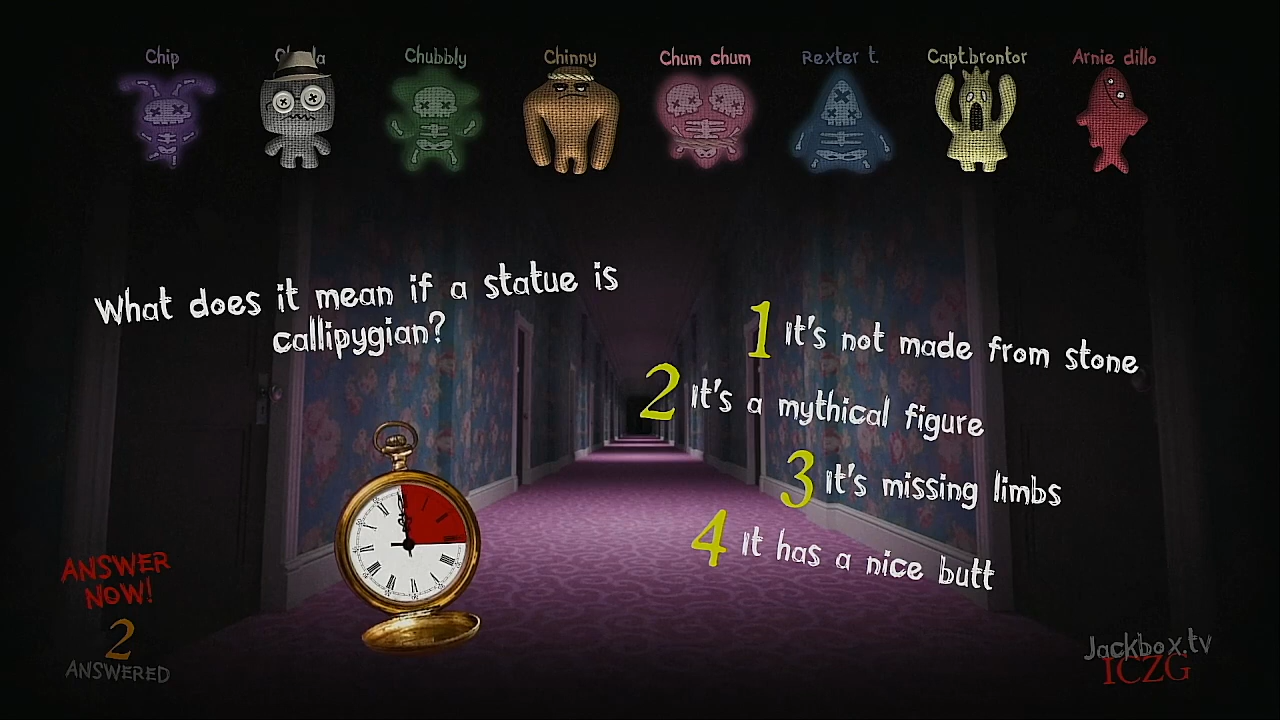 Chip
Chubbly
Chinny
Chum chum
Rexter t.
Capt.brontor
Arnie dillo
What does it mean if a statue is
callipygian?
1 It's not made from stone
2 It's a mythical figure
3 It's missing limbs
4 It has a nice butt
ANSWER
NOW!
2
ANSWERED
Jackbox.tv
ICZG